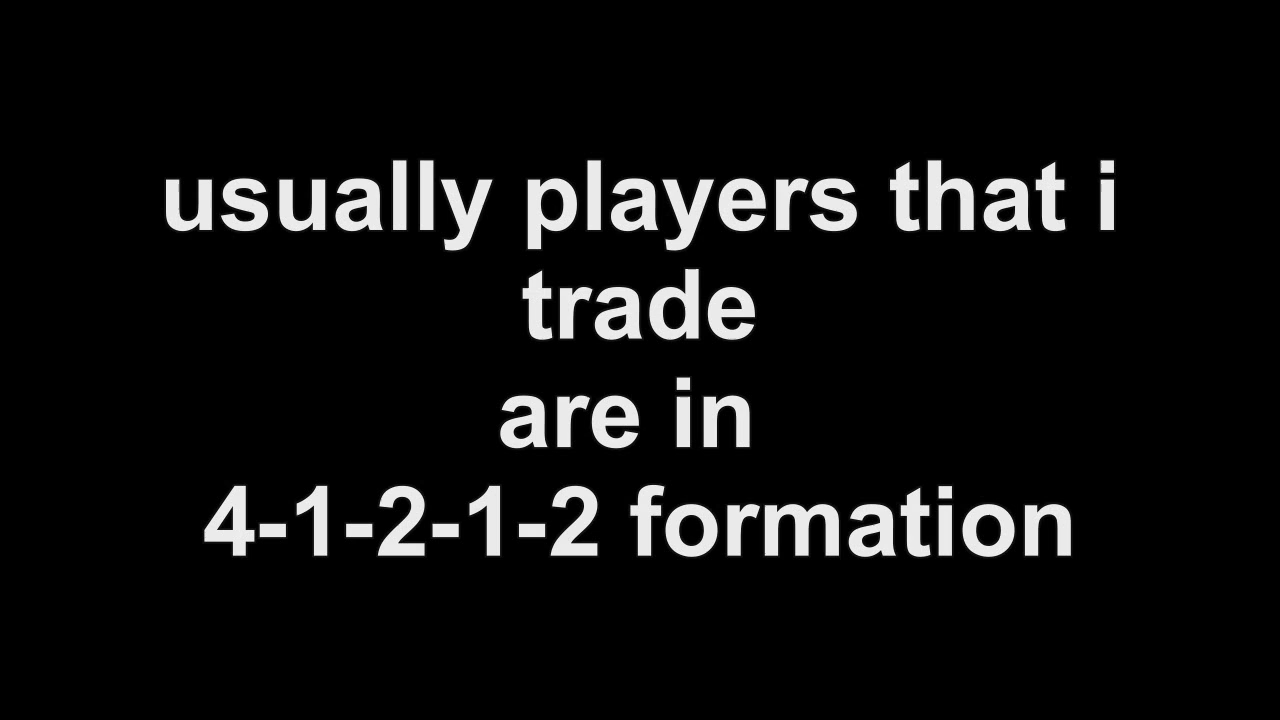 usually players that i
trade
are in
4-1-2-1-2 formation